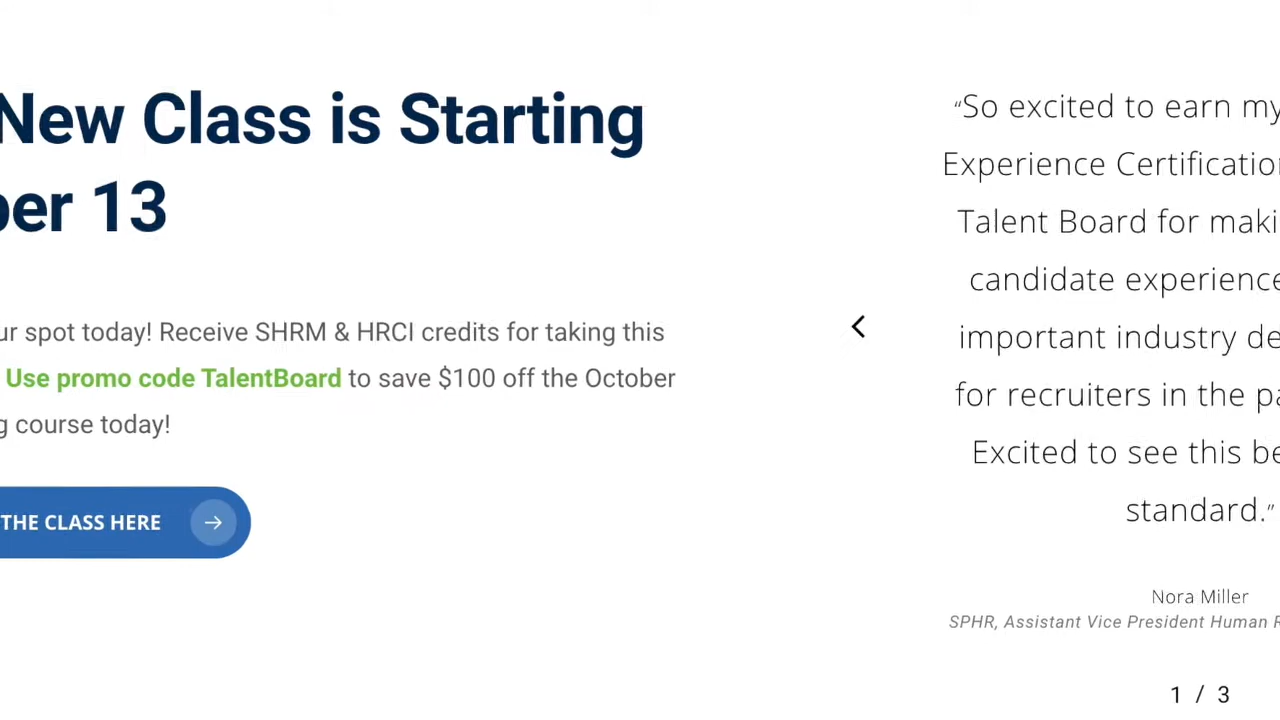 New Class is Starting
ber 13
ur spot today! Receive SHRM & HRCI credits for taking this
Use promo code TalentBoard to save $100 off the October
g course today!
THE CLASS HERE
“So excited to earn my
Experience Certification
Talent Board for maki
candidate experience
important industry de
for recruiters in the pa
Excited to see this be
standard.”
Nora Miller
SPHR, Assistant Vice President Human R
1 / 3